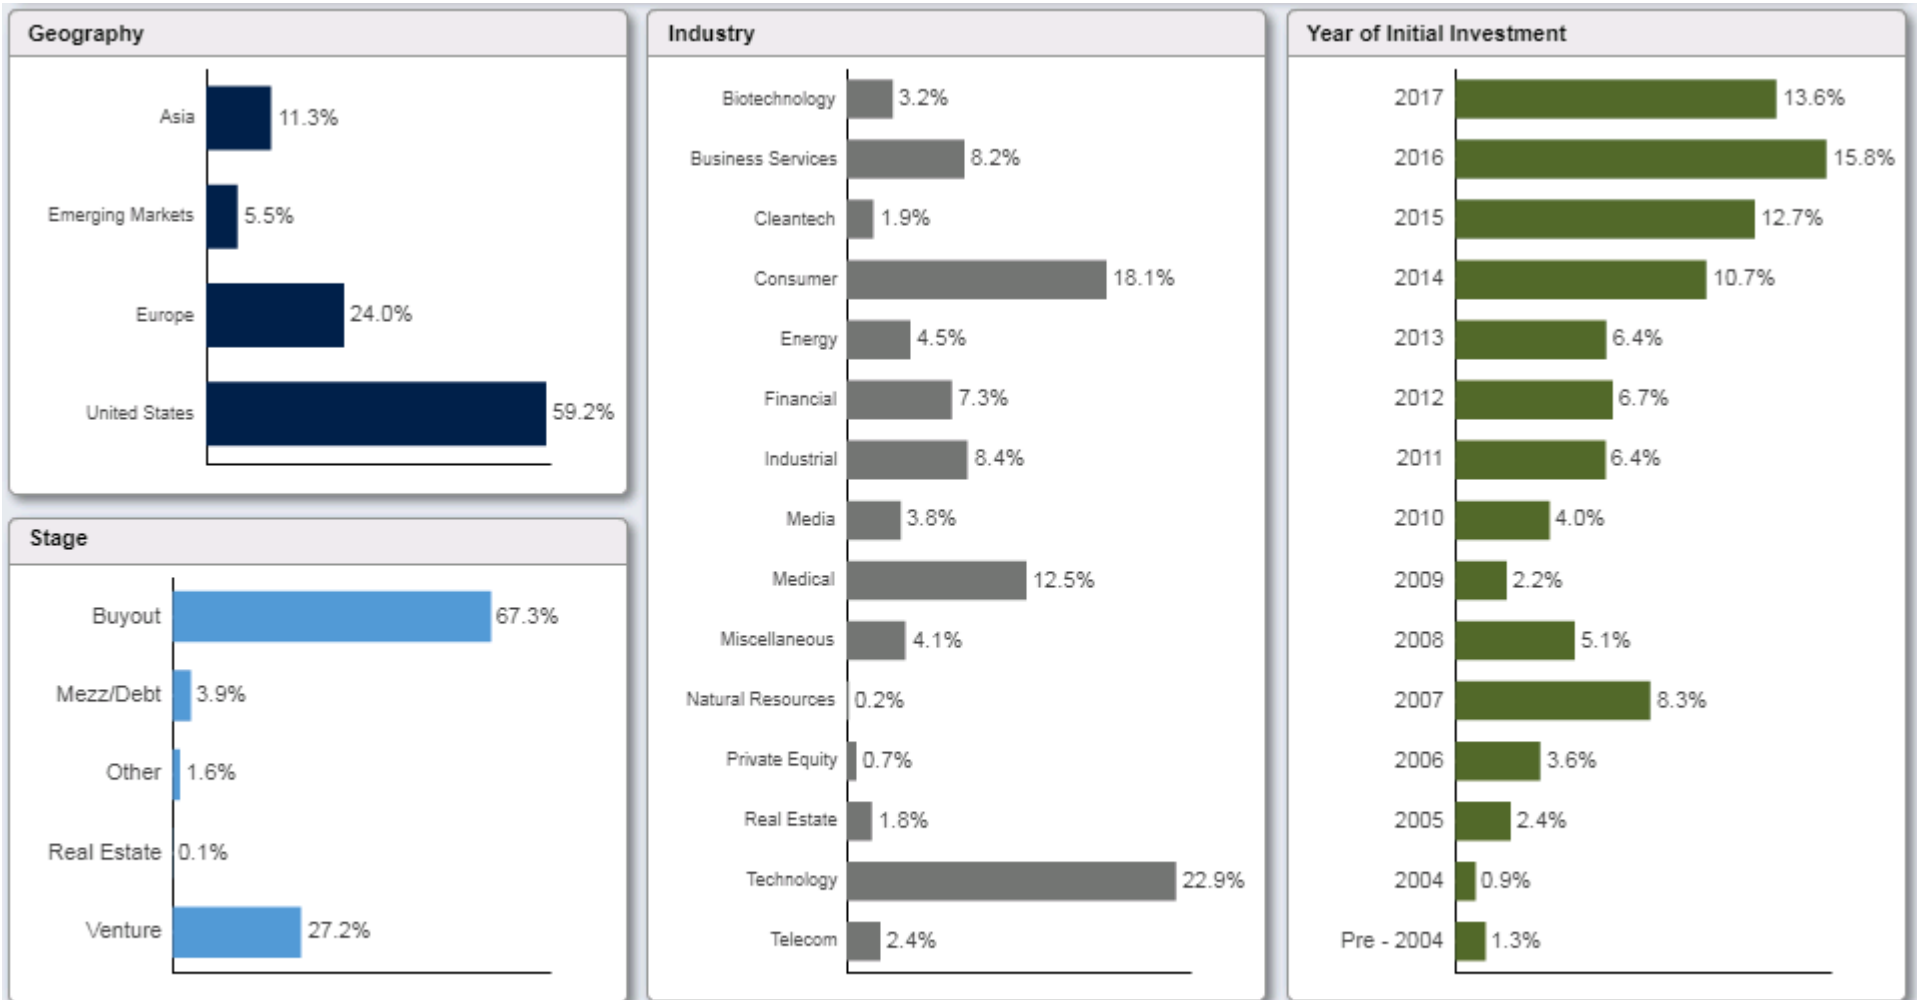 Geography
Asia 11.3%
Emerging Markets 5.5%
Europe 24.0%
United States 59.2%
Stage
Buyout 67.3%
Mezz/Debt 3.9%
Other 1.6%
Real Estate 0.1%
Venture 27.2%
Industry
Biotechnology 3.2%
Business Services 8.2%
Cleantech 1.9%
Consumer 18.1%
Energy 4.5%
Financial 7.3%
Industrial 8.4%
Media 3.8%
Medical 12.5%
Miscellaneous 4.1%
Natural Resources 0.2%
Private Equity 0.7%
Real Estate 1.8%
Technology 22.9%
Telecom 2.4%
Year of Initial Investment
2017 13.6%
2016 15.8%
2015 12.7%
2014 10.7%
2013 6.4%
2012 6.7%
2011 6.4%
2010 4.0%
2009 2.2%
2008 5.1%
2007 8.3%
2006 3.6%
2005 2.4%
2004 0.9%
Pre - 2004 1.3%